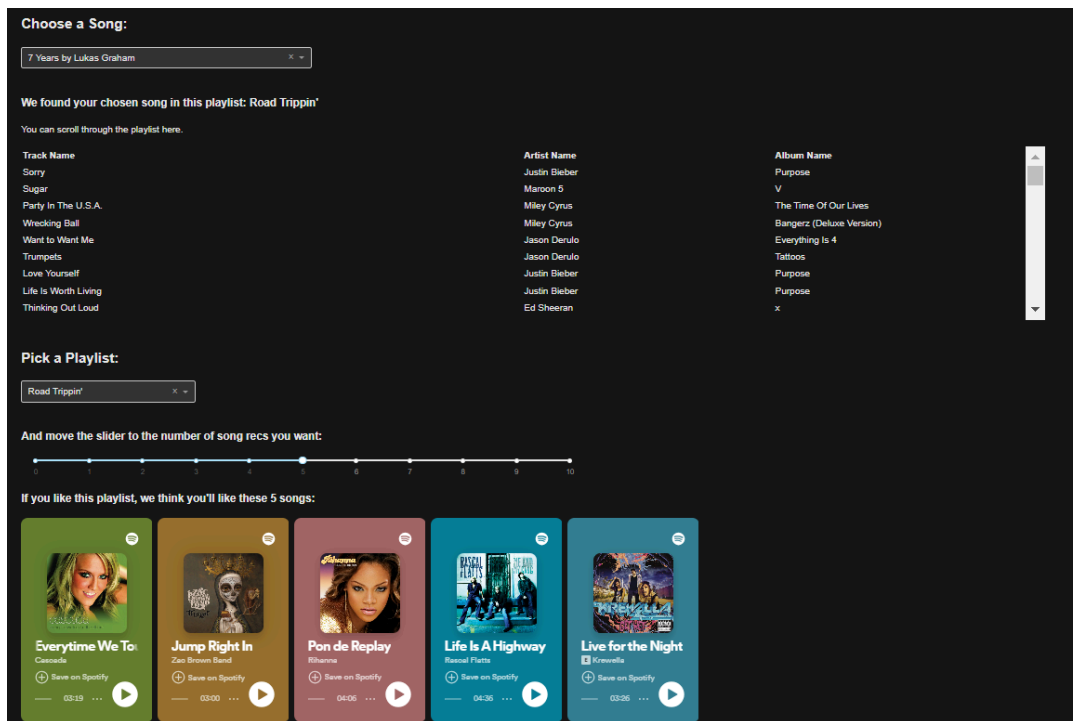 Choose a Song:
7 Years by Lukas Graham
We found your chosen song in this playlist: Road Trippin'
You can scroll through the playlist here.
Track Name Artist Name Album Name
Sorry Justin Bieber Purpose
Sugar Maroon 5 V
Party In The U.S.A. Miley Cyrus The Time Of Our Lives
Wrecking Ball Miley Cyrus Bangerz (Deluxe Version)
Want to Want Me Jason Derulo Everything Is 4
Trumpets Jason Derulo Tattoos
Love Yourself Justin Bieber Purpose
Life Is Worth Living Justin Bieber Purpose
Thinking Out Loud Ed Sheeran x
Pick a Playlist:
Road Trippin'
And move the slider to the number of song recs you want:
0 1 2 3 4 5 6 7 8 9 10
If you like this playlist, we think you'll like these 5 songs:
Rihanna RASCAL FLATTS KREWELLA
Everytime We To Jump Right In Pon de Replay Life Is A Highway Live for the Night
Cascada Zac Brown Band Rihanna Rascal Flatts E Krewella
Save on Spotify Save on Spotify Save on Spotify Save on Spotify Save on Spotify
03:19 ... 03:00 ... 04:06 ... 04:36 ... 03:26 ...